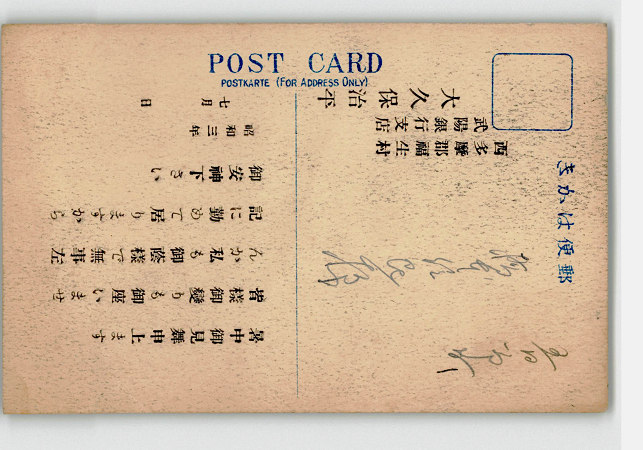 POST CARD
POSTKARTE (FOR ADDRESS ONLY)
郵便はかき
暑中御見舞申上ます
皆様御變りも御座いませ
んか私も御蔭様で無事左
記に勤めて居りますから
御安神下さい
昭和三年
七月 日
西多摩郡福生村
武陽銀行支店
大久保治平